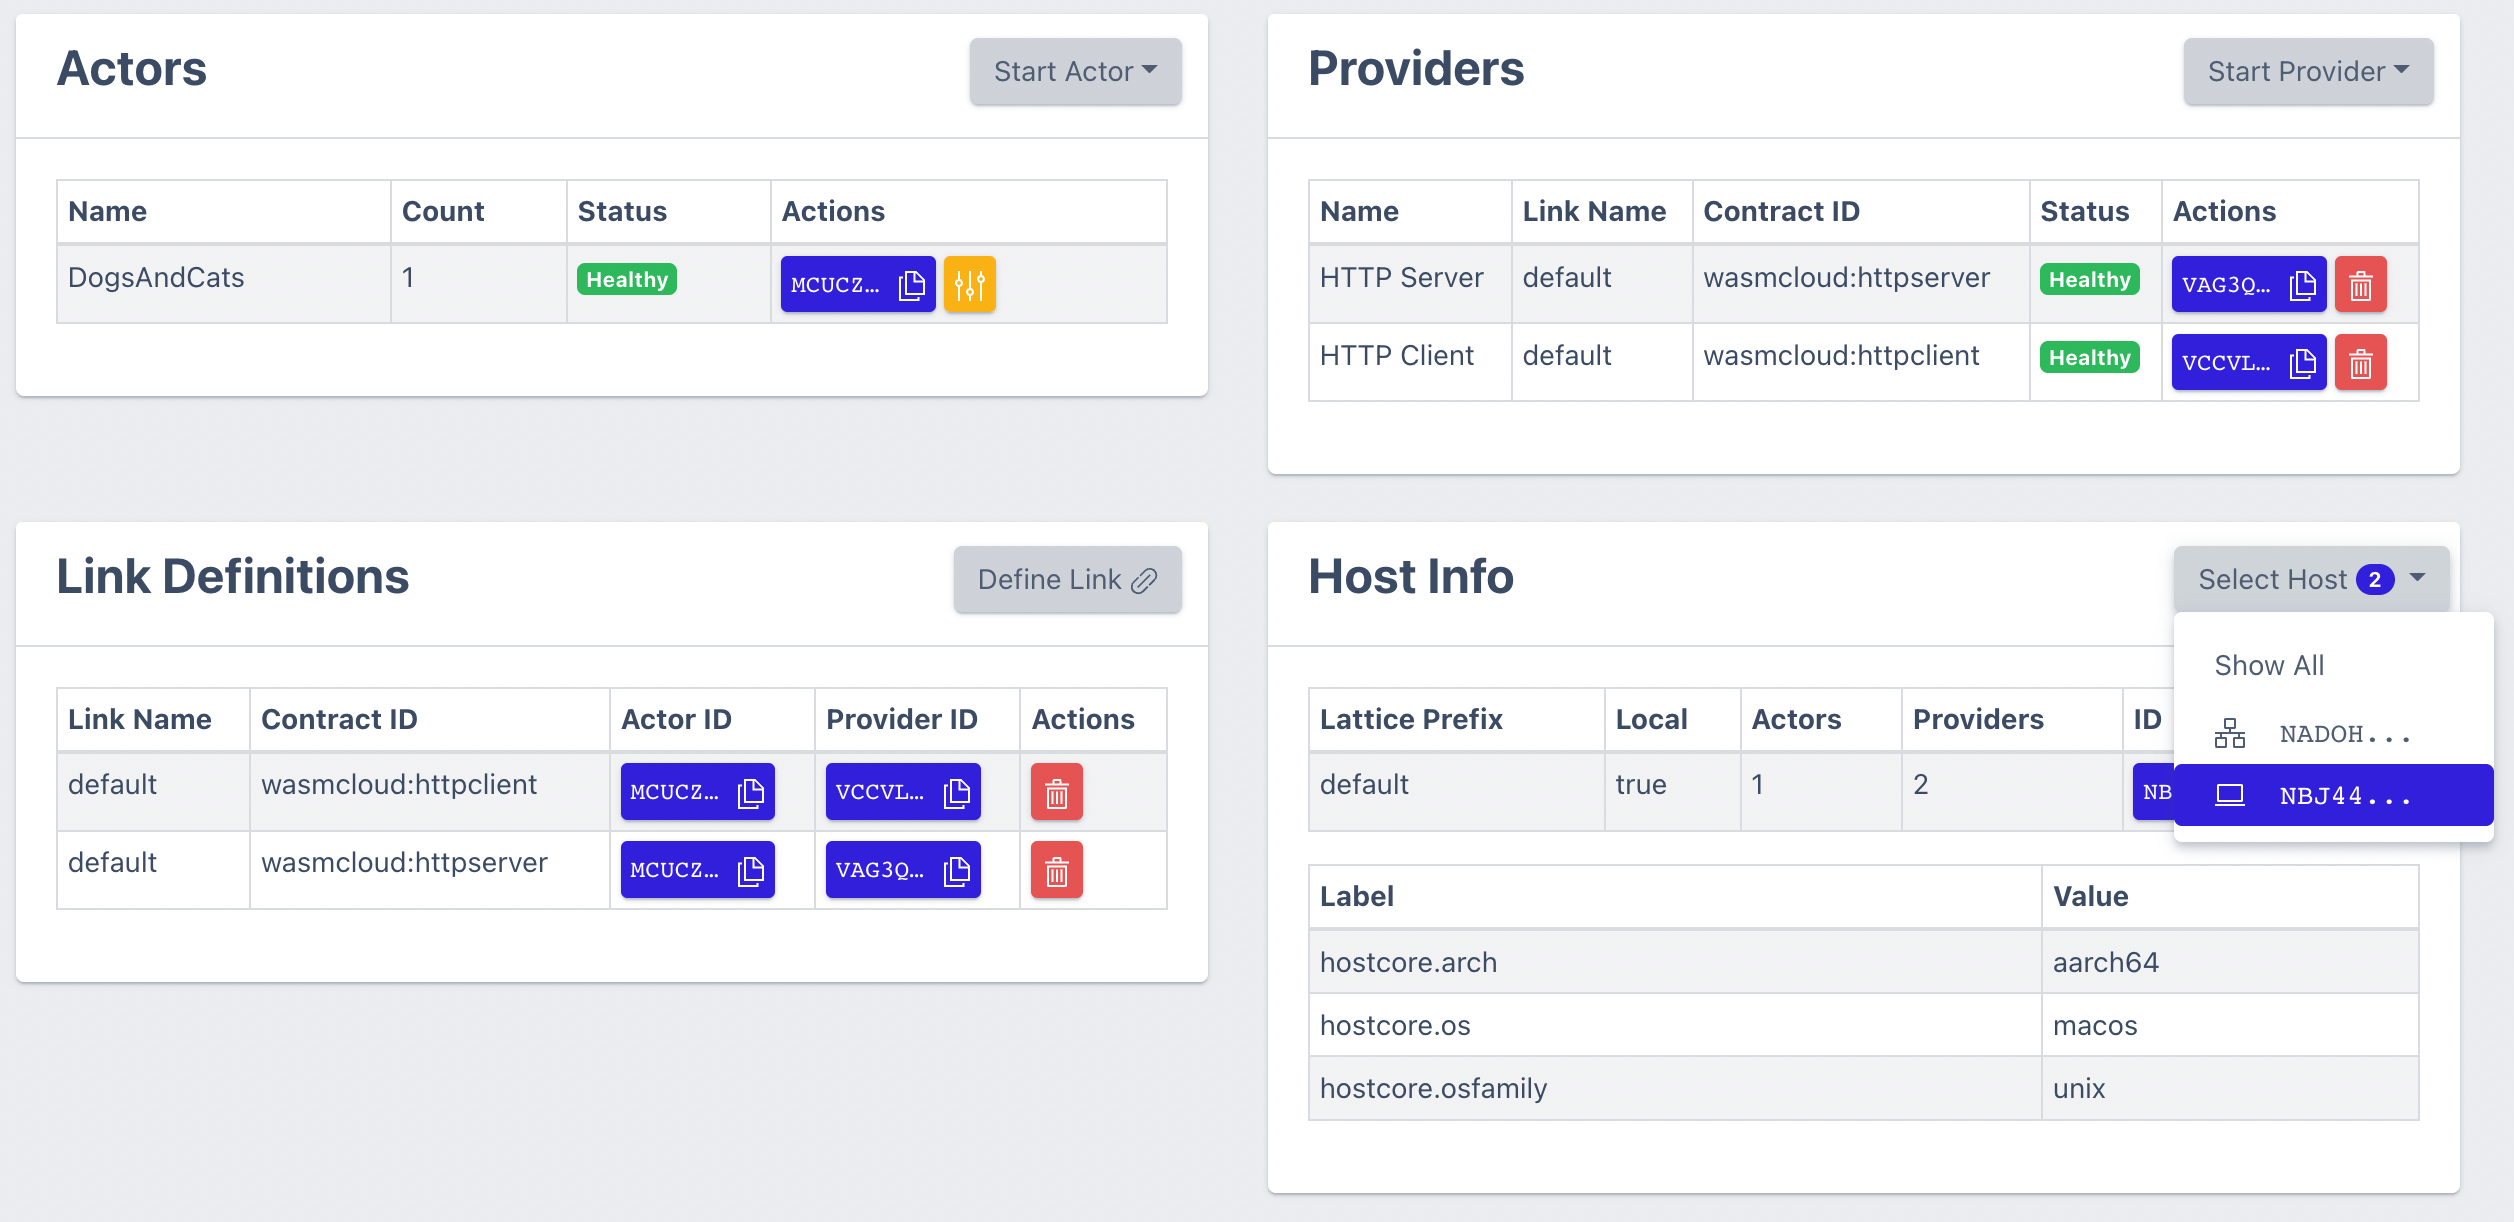 Actors
Start Actor
Name Count Status Actions
DogsAndCats 1 Healthy MCUCZ...
Providers
Start Provider
Name Link Name Contract ID Status Actions
HTTP Server default wasmcloud:httpserver Healthy VAG3Q...
HTTP Client default wasmcloud:httpclient Healthy VCCVL...
Link Definitions
Define Link
Link Name Contract ID Actor ID Provider ID Actions
default wasmcloud:httpclient MCUCZ... VCCVL...
default wasmcloud:httpserver MCUCZ... VAG3Q...
Host Info
Select Host 2
Show All
NADOH...
NBJ44...
Lattice Prefix Local Actors Providers ID
default true 1 2 NB
Label Value
hostcore.arch aarch64
hostcore.os macos
hostcore.osfamily unix